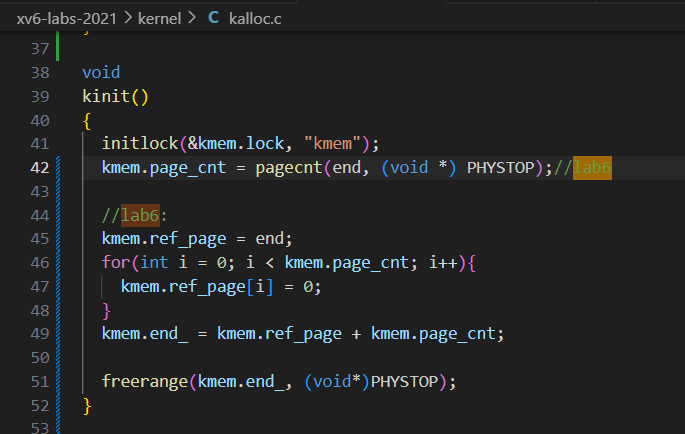 xv6-labs-2021 > kernel > C kalloc.c
37
38 void
39 kinit()
40 {
41 initlock(&kmem.lock, "kmem");
42 kmem.page_cnt = pagecnt(end, (void *) PHYSTOP);//lab6
43
44 //lab6:
45 kmem.ref_page = end;
46 for(int i = 0; i < kmem.page_cnt; i++){
47 kmem.ref_page[i] = 0;
48 }
49 kmem.end_ = kmem.ref_page + kmem.page_cnt;
50
51 freerange(kmem.end_, (void*)PHYSTOP);
52 }
53